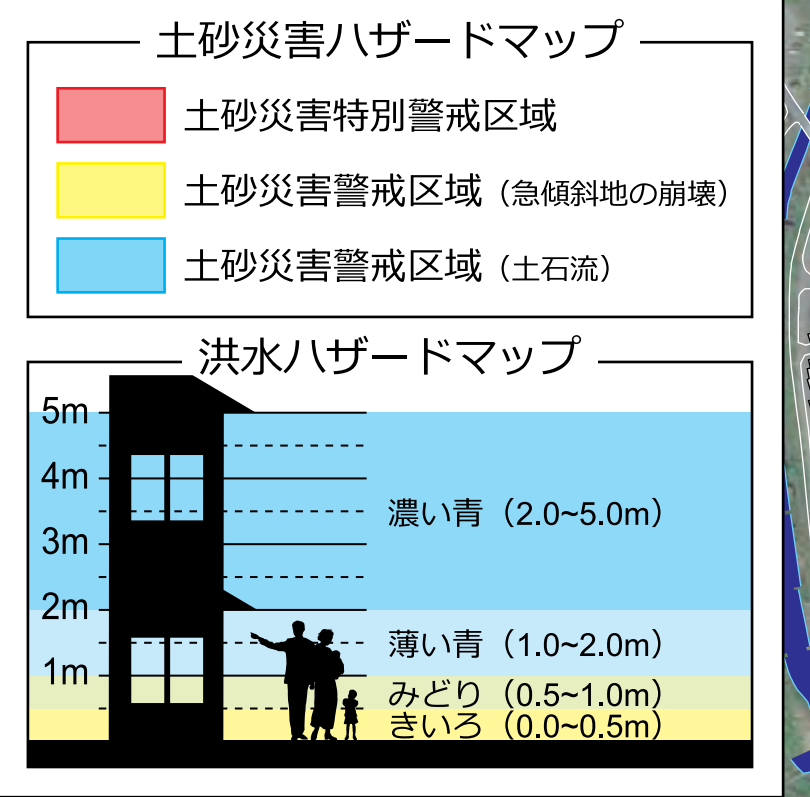 土砂災害ハザードマップ
土砂災害特別警戒区域
土砂災害警戒区域（急傾斜地の崩壊）
土砂災害警戒区域（土石流）
洪水ハザードマップ
5m
4m
3m
2m
1m
濃い青（2.0~5.0m）
薄い青（1.0~2.0m）
みどり（0.5~1.0m）
きいろ（0.0~0.5m）